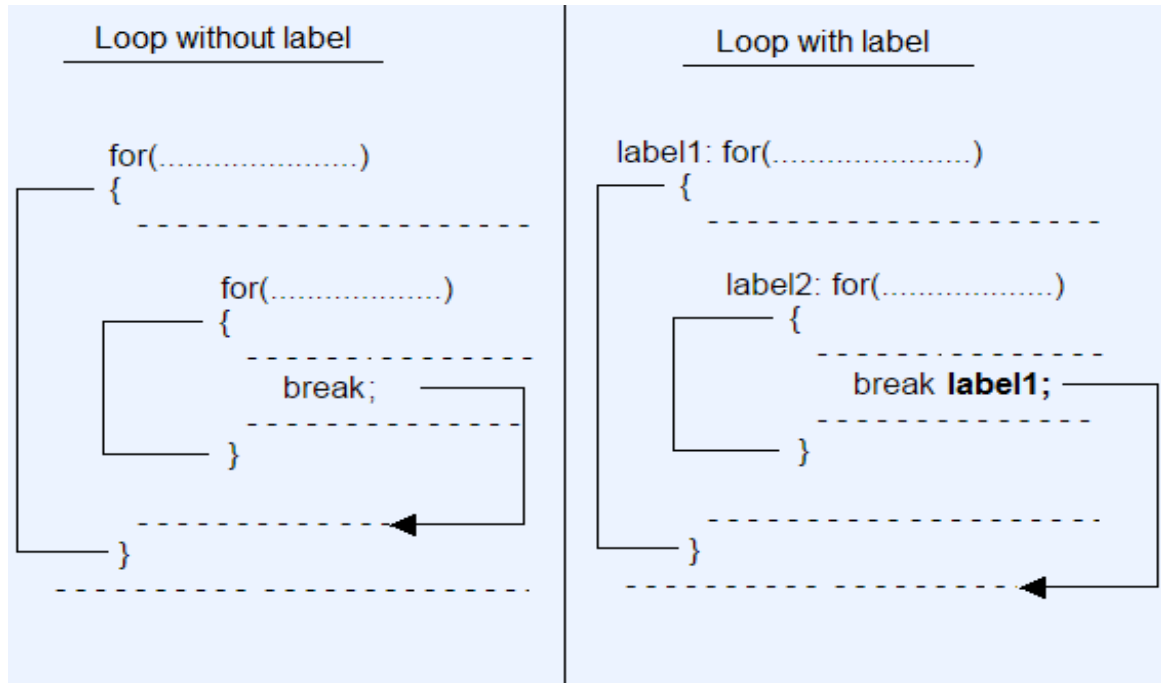 Loop without label
for(......................)
{
- - - - - - - - - - - - - - - - - - - - -
for(...................)
{
- - - - - - - - - - - - - - -
break;
- - - - - - - - - - - - - -
}
- - - - - - - - - - - - -
}
- - - - - - - - - - - - - - - - - - - - - - - -
Loop with label
label1: for(......................)
{
- - - - - - - - - - - - - - - - - - - - -
label2: for(...................)
{
- - - - - - - - - - - - - - -
break label1;
- - - - - - - - - - - - - -
}
- - - - - - - - - - - - - - - - - - - - -
}
- - - - - - - - - - - - - - - - - - - -